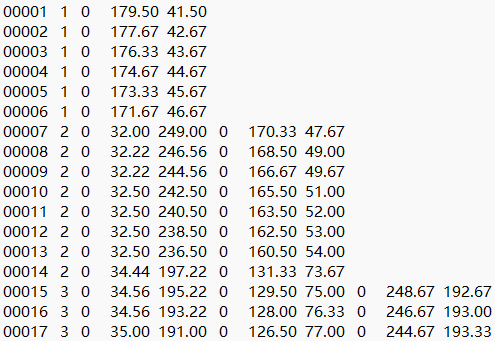 00001 1 0 179.50 41.50
00002 1 0 177.67 42.67
00003 1 0 176.33 43.67
00004 1 0 174.67 44.67
00005 1 0 173.33 45.67
00006 1 0 171.67 46.67
00007 2 0 32.00 249.00 0 170.33 47.67
00008 2 0 32.22 246.56 0 168.50 49.00
00009 2 0 32.22 244.56 0 166.67 49.67
00010 2 0 32.50 242.50 0 165.50 51.00
00011 2 0 32.50 240.50 0 163.50 52.00
00012 2 0 32.50 238.50 0 162.50 53.00
00013 2 0 32.50 236.50 0 160.50 54.00
00014 2 0 34.44 197.22 0 131.33 73.67
00015 3 0 34.56 195.22 0 129.50 75.00 0 248.67 192.67
00016 3 0 34.56 193.22 0 128.00 76.33 0 246.67 193.00
00017 3 0 35.00 191.00 0 126.50 77.00 0 244.67 193.33